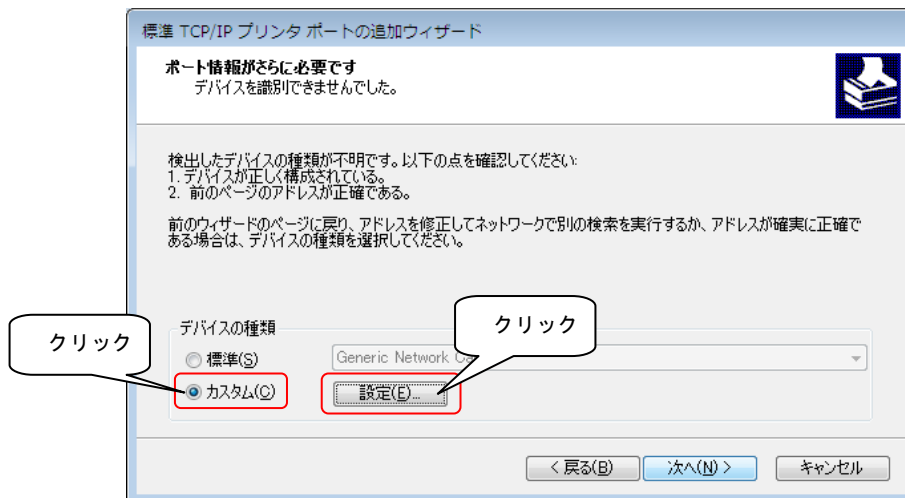 標準 TCP/IP プリンタ ポートの追加ウィザード
ポート情報がさらに必要です
デバイスを識別できませんでした。
検出したデバイスの種類が不明です。以下の点を確認してください:
1. デバイスが正しく構成されている。
2. 前のページのアドレスが正確である。
前のウィザードのページに戻り、アドレスを修正してネットワークで別の検索を実行するか、アドレスが確実に正確で
ある場合は、デバイスの種類を選択してください。
デバイスの種類
クリック
クリック
標準(S)
Generic Network
カスタム(C)
設定(E)...
< 戻る(B)
次へ(N) >
キャンセル